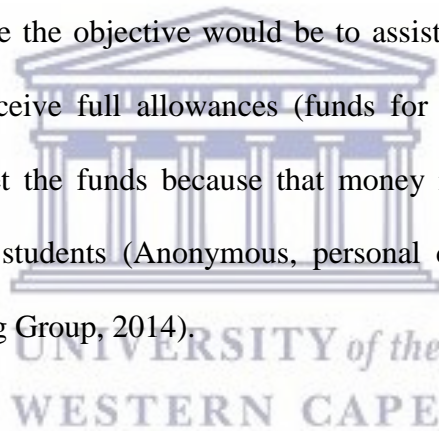 e the objective would be to assist
ceive full allowances (funds for
et the funds because that money
students (Anonymous, personal
g Group, 2014).
UNIVERSITY of the
WESTERN CAPE